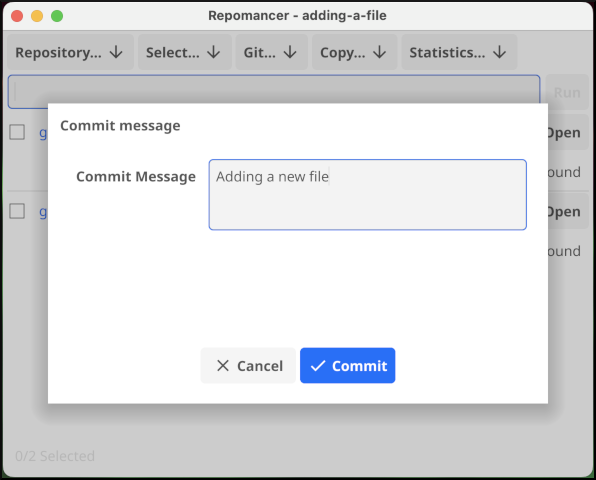 Repomancer - adding-a-file
Repository... Select... Git... Copy... Statistics...
Run
Commit message
Open
Commit Message Adding a new file
ound
Open
ound
Cancel Commit
0/2 Selected